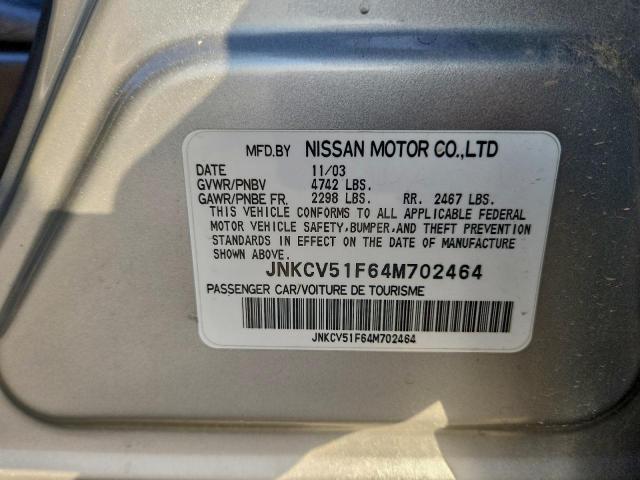 MFD.BY NISSAN MOTOR CO.,LTD
DATE 11/03
GVWR/PNBV 4742 LBS.
GAWR/PNBE FR. 2298 LBS. RR. 2467 LBS.
THIS VEHICLE CONFORMS TO ALL APPLICABLE FEDERAL
MOTOR VEHICLE SAFETY,BUMPER,AND THEFT PREVENTION
STANDARDS IN EFFECT ON THE DATE OF MANUFACTURE
SHOWN ABOVE.
JNKCV51F64M702464
PASSENGER CAR/VOITURE DE TOURISME
JNKCV51F64M702464